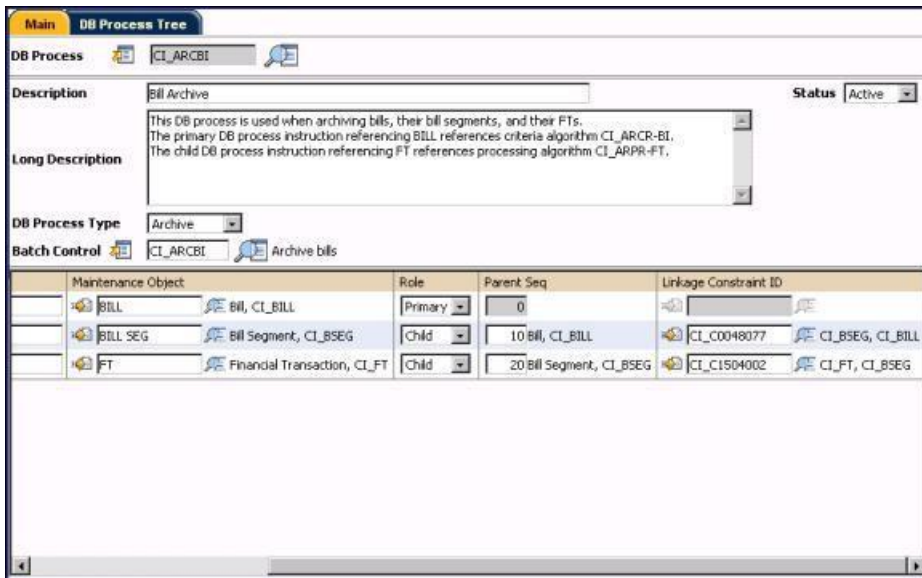 Main DB Process Tree
DB Process CI_ARCBI
Description Bill Archive Status Active
This DB process is used when archiving bills, their bill segments, and their FTs.
The primary DB process instruction referencing BILL references criteria algorithm CI_ARCR-BI.
The child DB process instruction referencing FT references processing algorithm CI_ARPR-FT.
Long Description
DB Process Type Archive
Batch Control CI_ARCBI Archive bills
Maintenance Object Role Parent Seq Linkage Constraint ID
BILL Bill, CI_BILL Primary 0
BILL SEG Bill Segment, CI_BSEG Child 10 Bill, CI_BILL CI_C0048077 CI_BSEG, CI_BILL
FT Financial Transaction, CI_FT Child 20 Bill Segment, CI_BSEG CI_C1504002 CI_FT, CI_BSEG